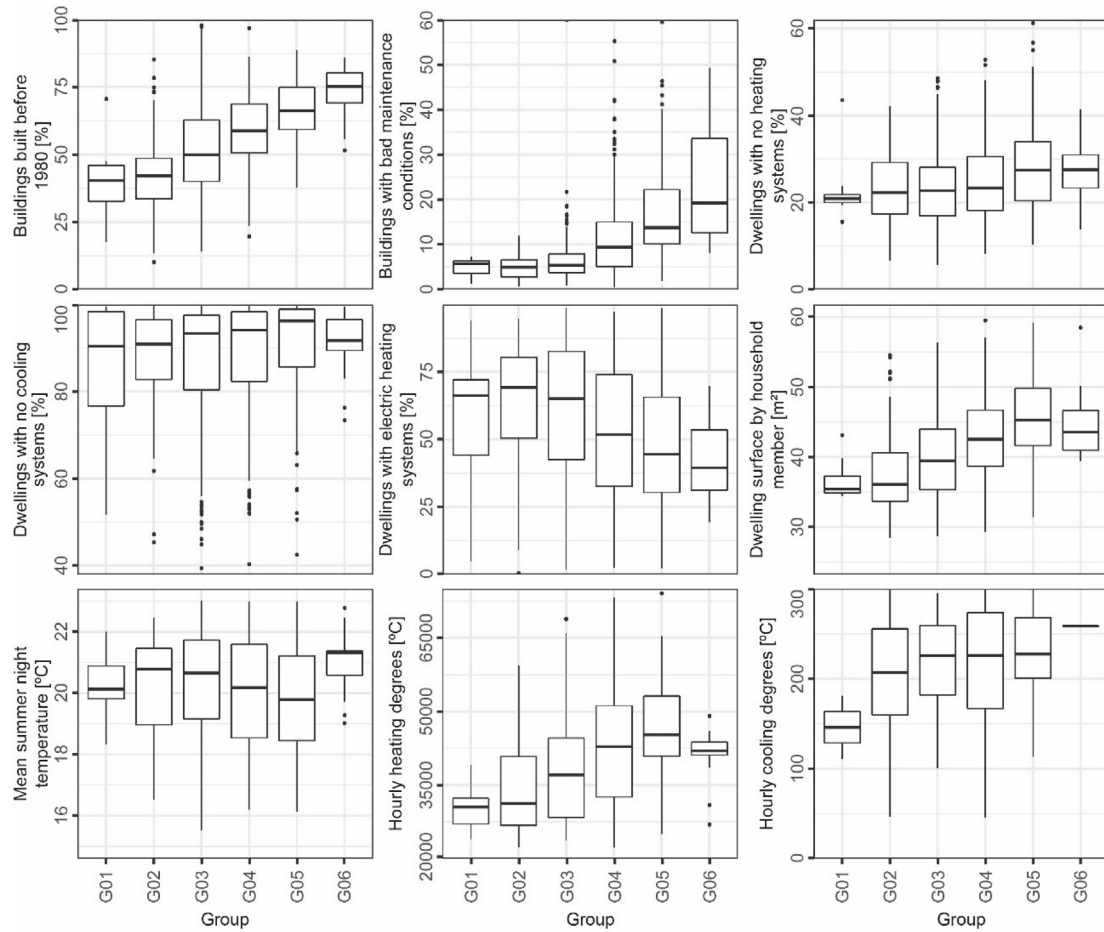 Buildings built before
1980 [%]
100
75
50
25
0
Buildings with bad maintenance
conditions [%]
60
50
40
30
20
10
0
Dwellings with no heating
systems [%]
60
40
20
0
Dwellings with no cooling
systems [%]
100
80
60
40
Dwellings with electric heating
systems [%]
75
50
25
0
Dwelling surface by household
member [m²]
60
50
40
30
Mean summer night
temperature [ºC]
22
20
18
16
G01
G02
G03
G04
G05
G06
Group
Hourly heating degrees [ºC]
65000
50000
35000
20000
G01
G02
G03
G04
G05
G06
Group
Hourly cooling degrees [ºC]
300
200
100
0
G01
G02
G03
G04
G05
G06
Group